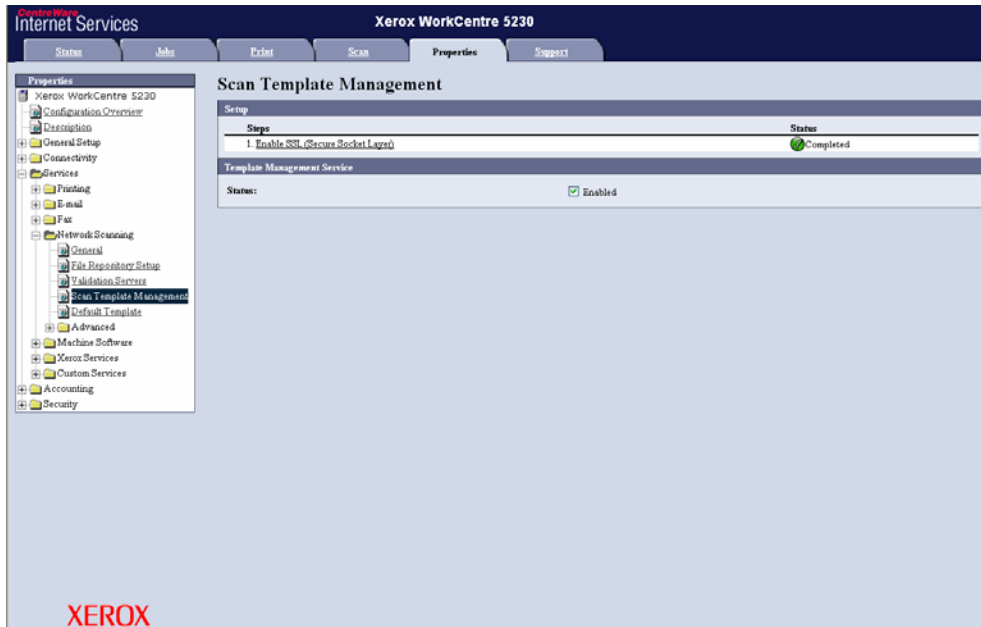 CentreWare
Internet Services
Xerox WorkCentre 5230
Status
Jobs
Print
Scan
Properties
Support
Properties
Xerox WorkCentre 5230
Configuration Overview
Description
General Setup
Connectivity
Services
Printing
E-mail
Fax
Network Scanning
General
File Repository Setup
Validation Servers
Scan Template Management
Default Template
Advanced
Machine Software
Xerox Services
Custom Services
Accounting
Security
Scan Template Management
Setup
Steps Status
1. Enable SSL (Secure Socket Layer) Completed
Template Management Service
Status: Enabled
XEROX